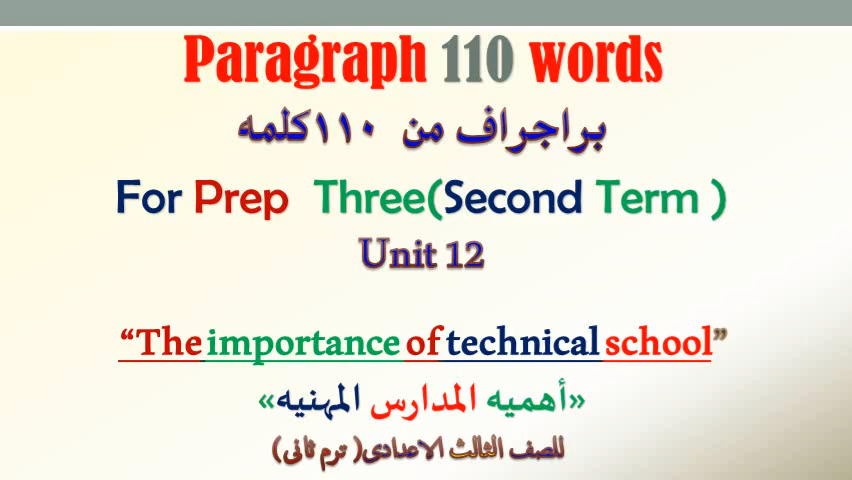 Paragraph 110 words
براجراف من ١١٠كلمه
For Prep Three(Second Term )
Unit 12
“The importance of technical school”
«أهميه المدارس المهنيه»
للصف الثالث الاعدادى( ترم ثانى)